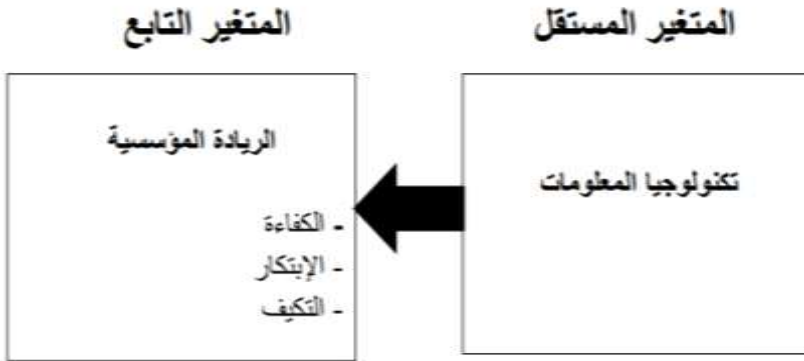 المتغير المستقل
المتغير التابع
تكنولوجيا المعلومات
الريادة المؤسسية
- الكفاءة
- الإبتكار
- التكيف